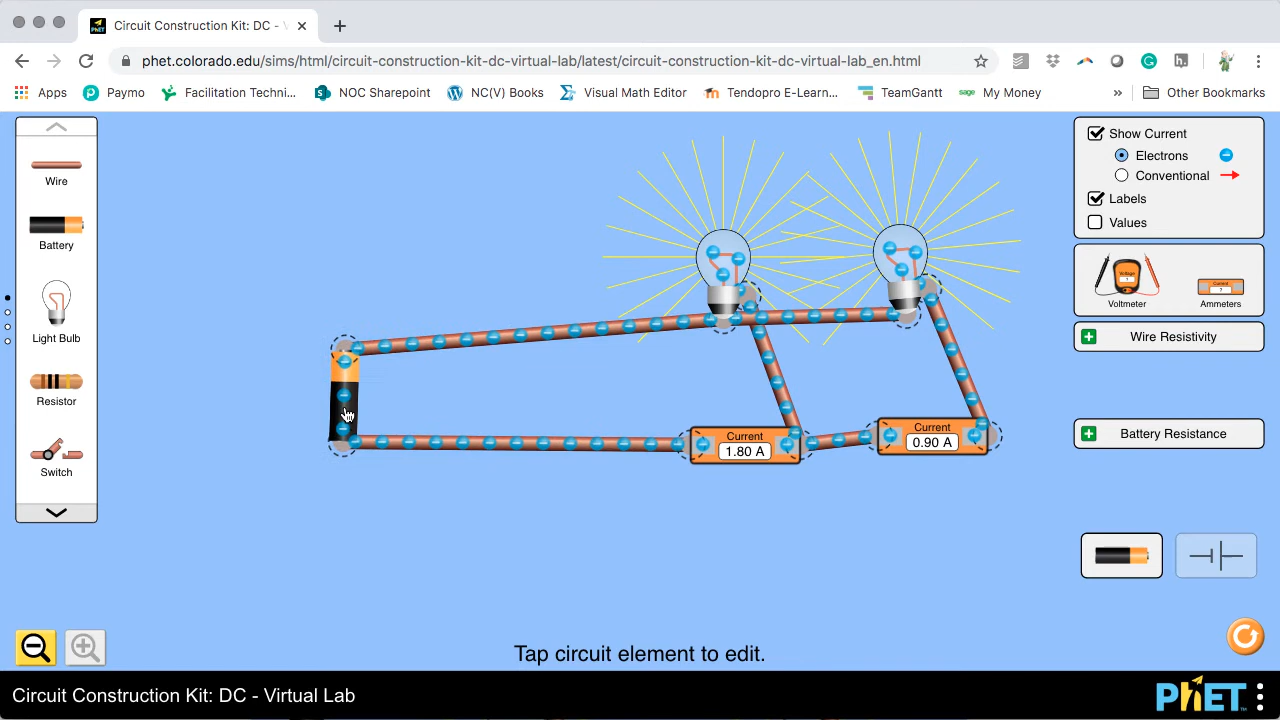 Circuit Construction Kit: DC - V
phet.colorado.edu/sims/html/circuit-construction-kit-dc-virtual-lab/latest/circuit-construction-kit-dc-virtual-lab_en.html
Apps Paymo Facilitation Techni... NOC Sharepoint NC(V) Books Visual Math Editor Tendopro E-Learn... TeamGantt sage My Money » Other Bookmarks
Wire
Battery
Light Bulb
Resistor
Switch
Show Current
Electrons
Conventional
Labels
Values
Voltage
?
Voltmeter
Current
?
Ammeters
Wire Resistivity
Battery Resistance
Current
1.80 A
Current
0.90 A
Tap circuit element to edit.
Circuit Construction Kit: DC - Virtual Lab
PhET